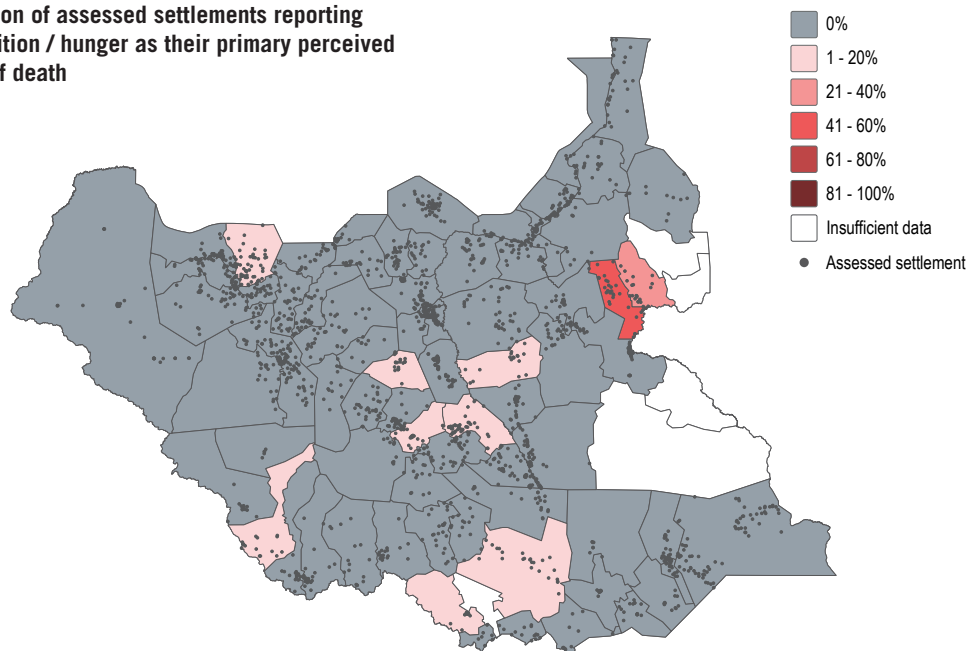 on of assessed settlements reporting
ition / hunger as their primary perceived
f death
0%
1 - 20%
21 - 40%
41 - 60%
61 - 80%
81 - 100%
Insufficient data
Assessed settlement